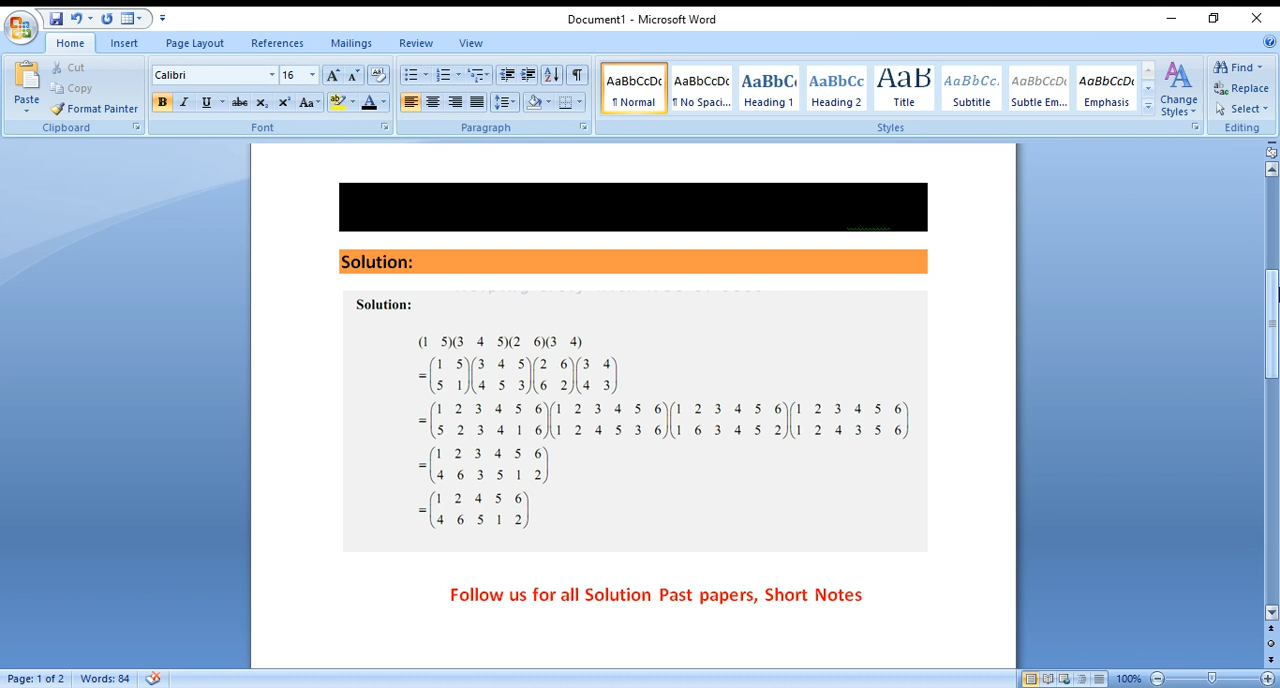 Document1 - Microsoft Word
Home Insert Page Layout References Mailings Review View
Paste
Cut
Copy
Format Painter
Clipboard
Calibri 16
B I U abc X₂ X² Aa
Font
Paragraph
AaBbCcDc AaBbCcDc AaBbC AaBbCc AaB AaBbCc. AaBbCcDc AaBbCcDc
¶ Normal ¶ No Spaci... Heading 1 Heading 2 Title Subtitle Subtle Em... Emphasis
Change Styles
Styles
Find
Replace
Select
Editing
Solution:
Solution:
(1 5)(3 4 5)(2 6)(3 4)
= (1 5)(3 4 5)(2 6)(3 4)
(5 1)(4 5 3)(6 2)(4 3)
= (1 2 3 4 5 6)(1 2 3 4 5 6)(1 2 3 4 5 6)(1 2 3 4 5 6)
(5 2 3 4 1 6)(1 2 4 5 3 6)(1 6 3 4 5 2)(1 2 4 3 5 6)
= (1 2 3 4 5 6)
(4 6 3 5 1 2)
= (1 2 4 5 6)
(4 6 5 1 2)
Follow us for all Solution Past papers, Short Notes
Page: 1 of 2 Words: 84 100%